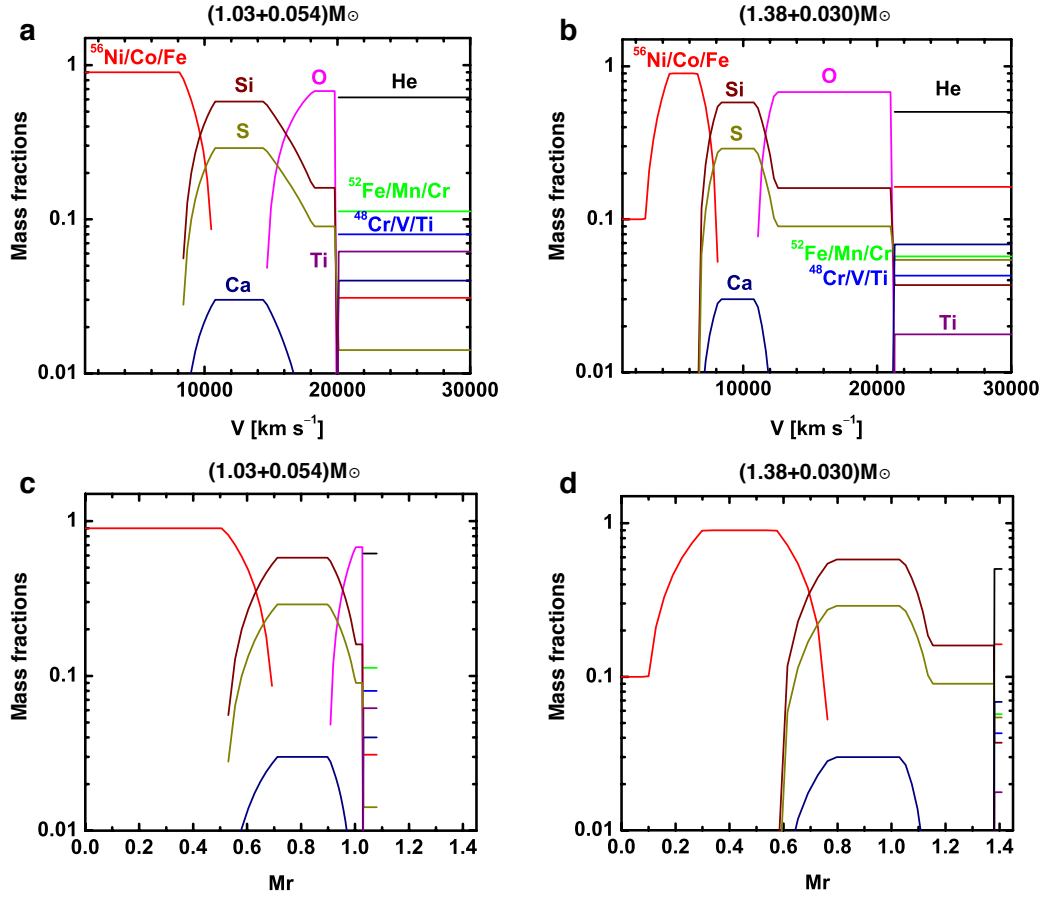 (1.03+0.054)M☉
a
⁵⁶Ni/Co/Fe
Si
O
He
S
⁵²Fe/Mn/Cr
⁴⁸Cr/V/Ti
Ti
Ca
1
0.1
0.01
Mass fractions
10000 20000 30000
V [km s⁻¹]
(1.38+0.030)M☉
b
⁵⁶Ni/Co/Fe
Si
O
He
S
⁵²Fe/Mn/Cr
⁴⁸Cr/V/Ti
Ca
Ti
1
0.1
0.01
Mass fractions
10000 20000 30000
V [km s⁻¹]
(1.03+0.054)M☉
c
1
0.1
0.01
Mass fractions
0.0 0.2 0.4 0.6 0.8 1.0 1.2 1.4
Mr
(1.38+0.030)M☉
d
1
0.1
0.01
Mass fractions
0.0 0.2 0.4 0.6 0.8 1.0 1.2 1.4
Mr